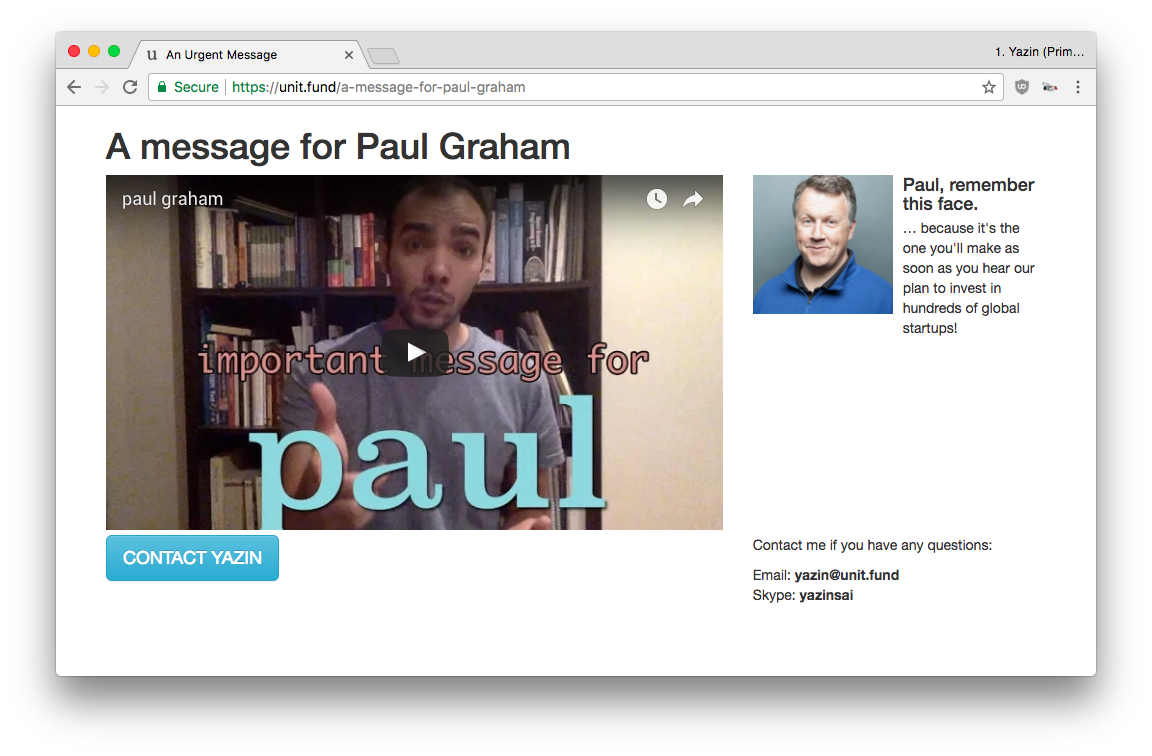 u An Urgent Message
1. Yazin (Prim…
Secure https://unit.fund/a-message-for-paul-graham
A message for Paul Graham
paul graham
important message for
paul
Paul, remember
this face.
... because it's the
one you'll make as
soon as you hear our
plan to invest in
hundreds of global
startups!
CONTACT YAZIN
Contact me if you have any questions:
Email: yazin@unit.fund
Skype: yazinsai